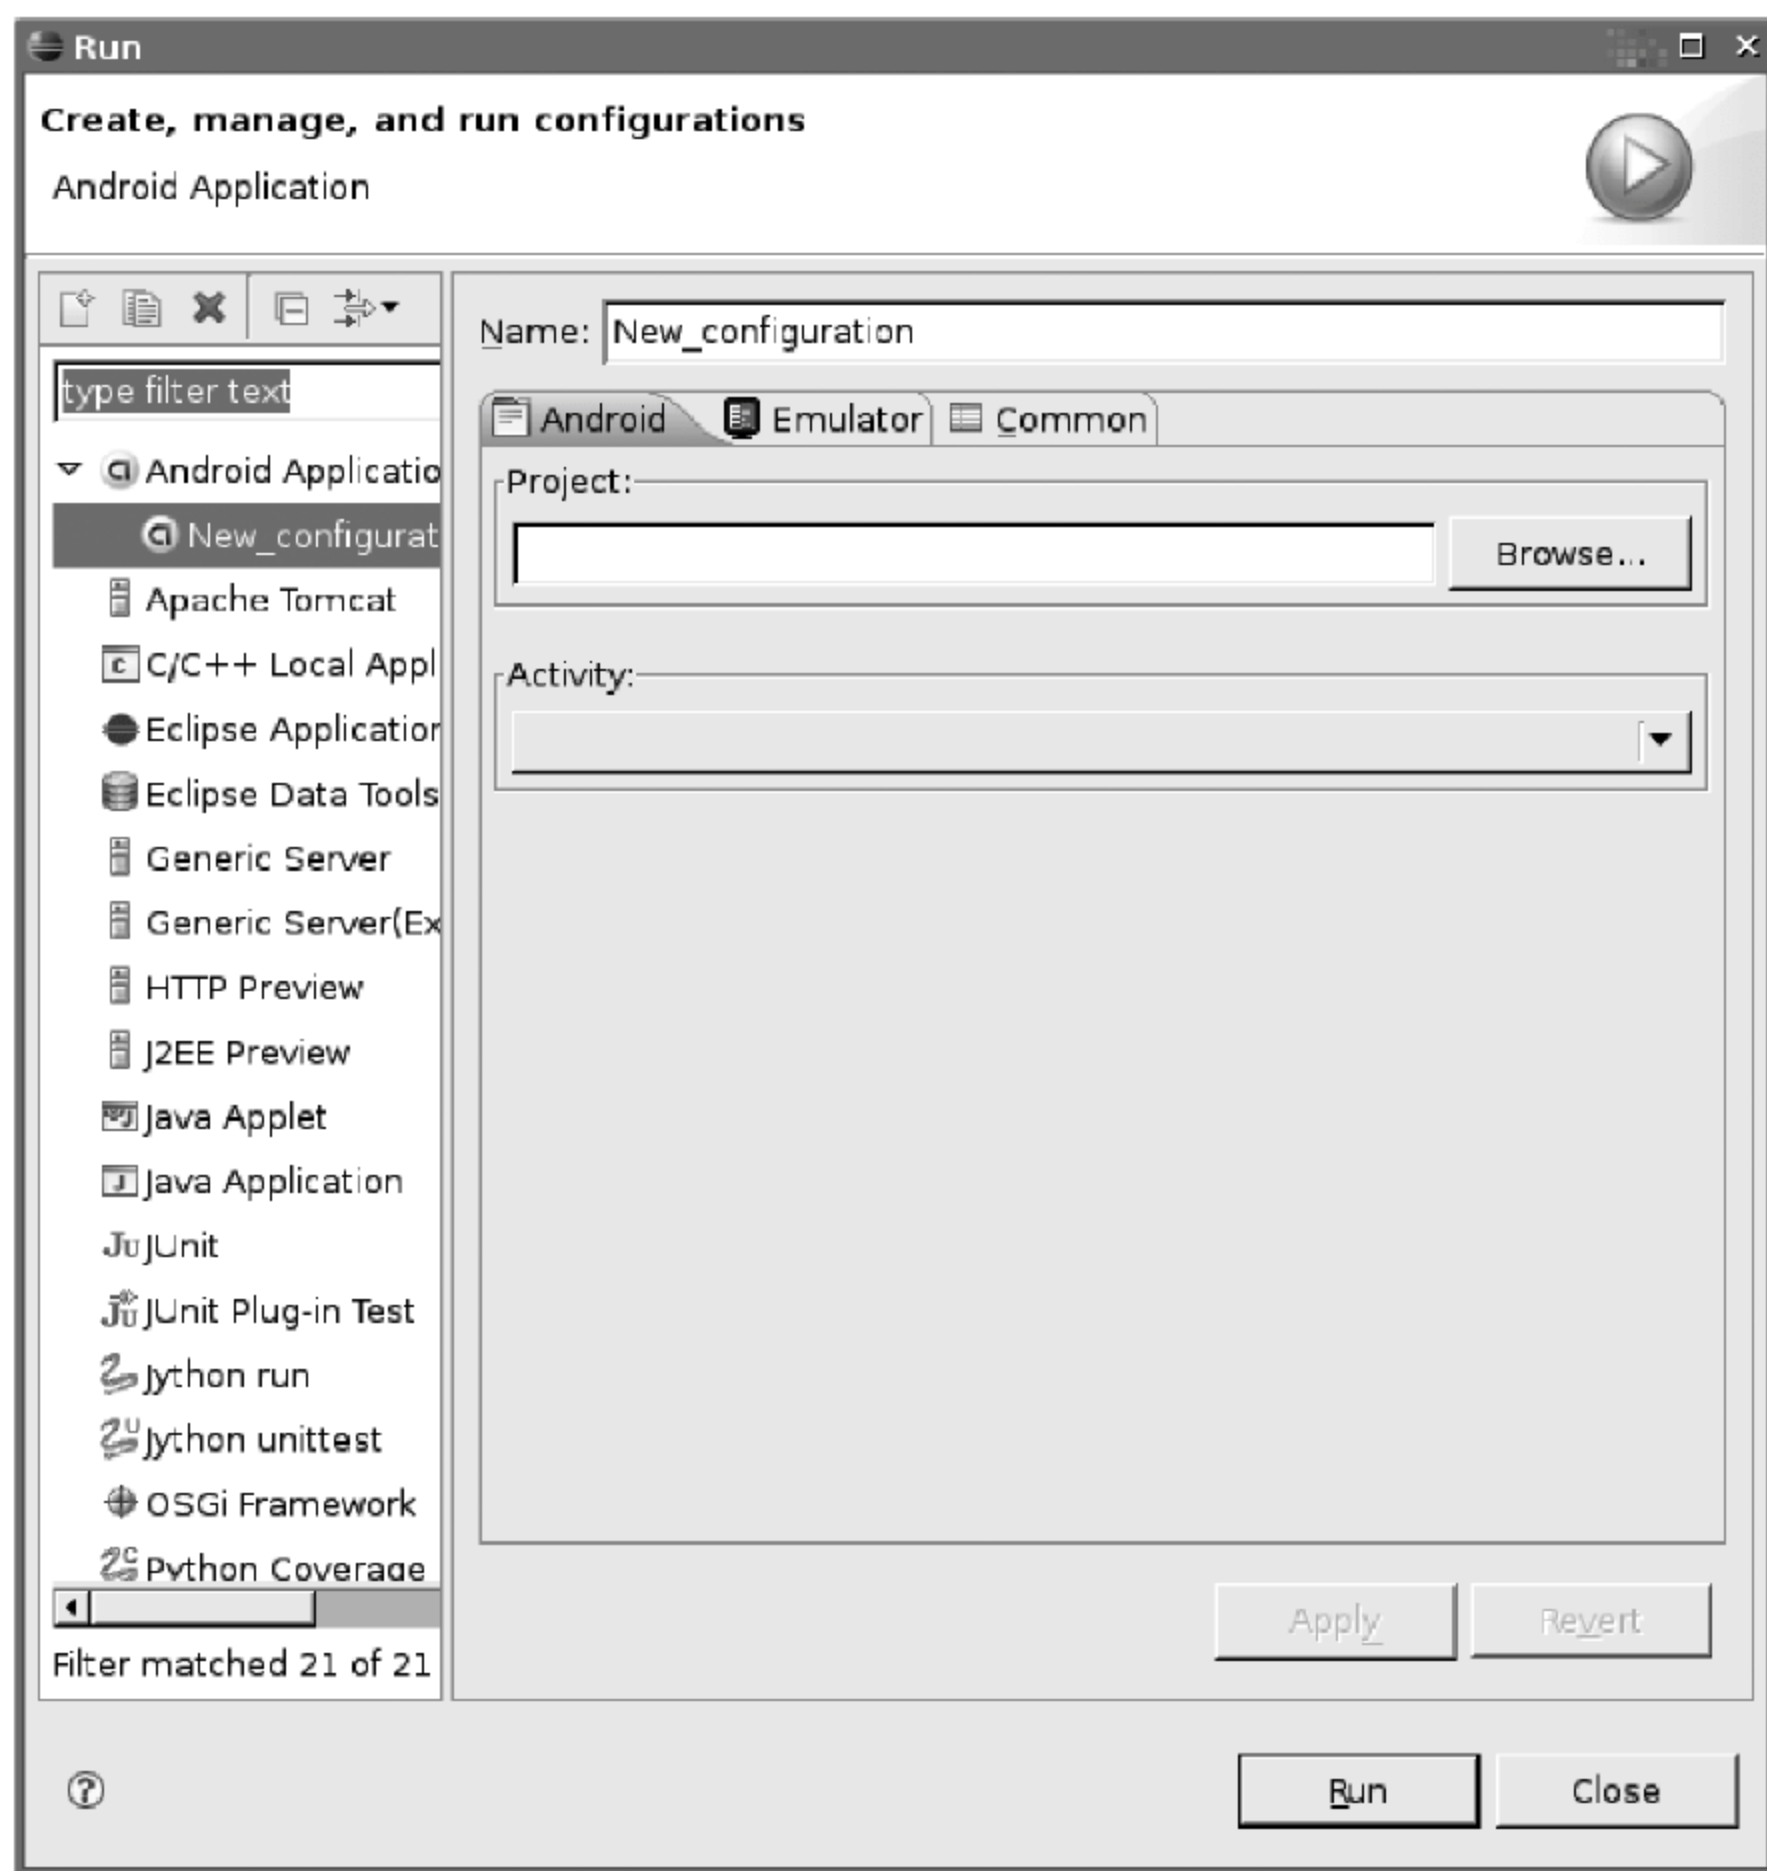 Run
Create, manage, and run configurations
Android Application
type filter text
Android Applicatio
New_configurat
Apache Tomcat
C/C++ Local Appl
Eclipse Application
Eclipse Data Tools
Generic Server
Generic Server(Ex
HTTP Preview
J2EE Preview
Java Applet
Java Application
JUnit
JUnit Plug-in Test
Jython run
Jython unittest
OSGi Framework
Python Coverage
Filter matched 21 of 21
Name: New_configuration
Android Emulator Common
Project:
Browse...
Activity:
Apply Revert
Run Close